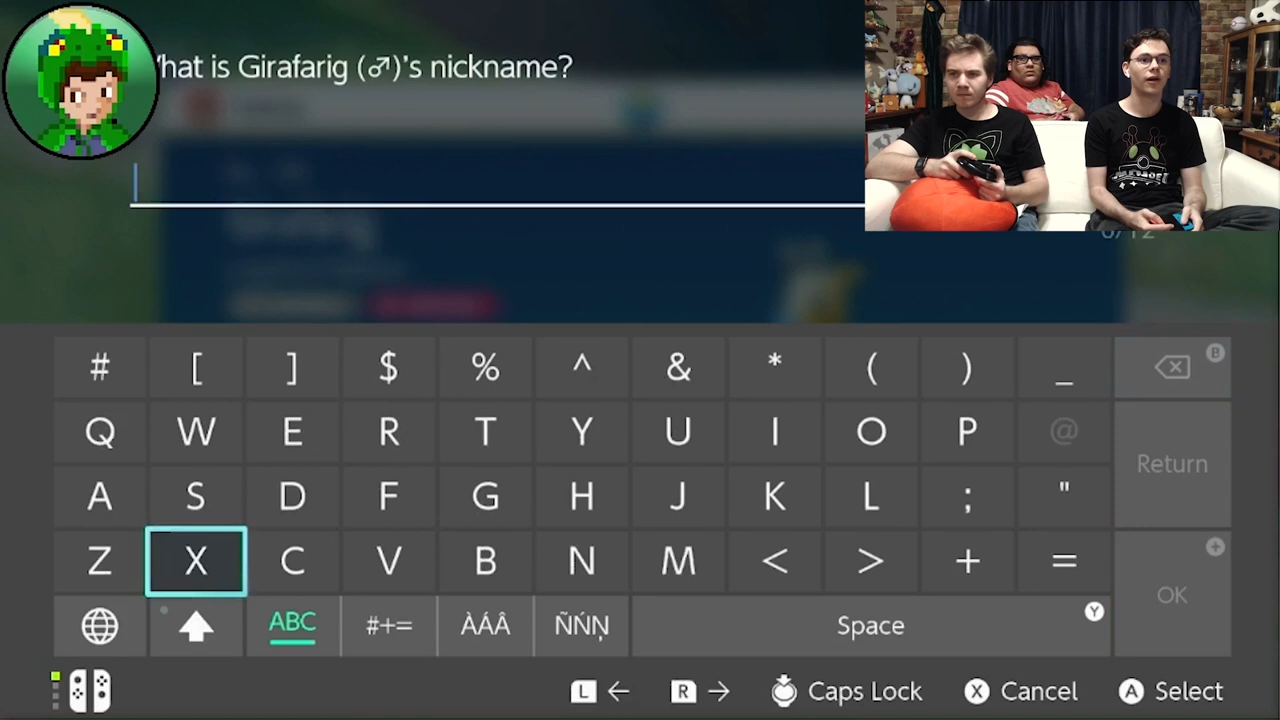 hat is Girafarig (♂)'s nickname?
# [ ] $ % ^ & * ( ) _ B
Q W E R T Y U I O P @
Return
A S D F G H J K L ; "
Z X C V B N M < > + =
OK
ABC #+= ÀÁÂ ÑŃŅ Space Y
L ← R → Caps Lock X Cancel A Select